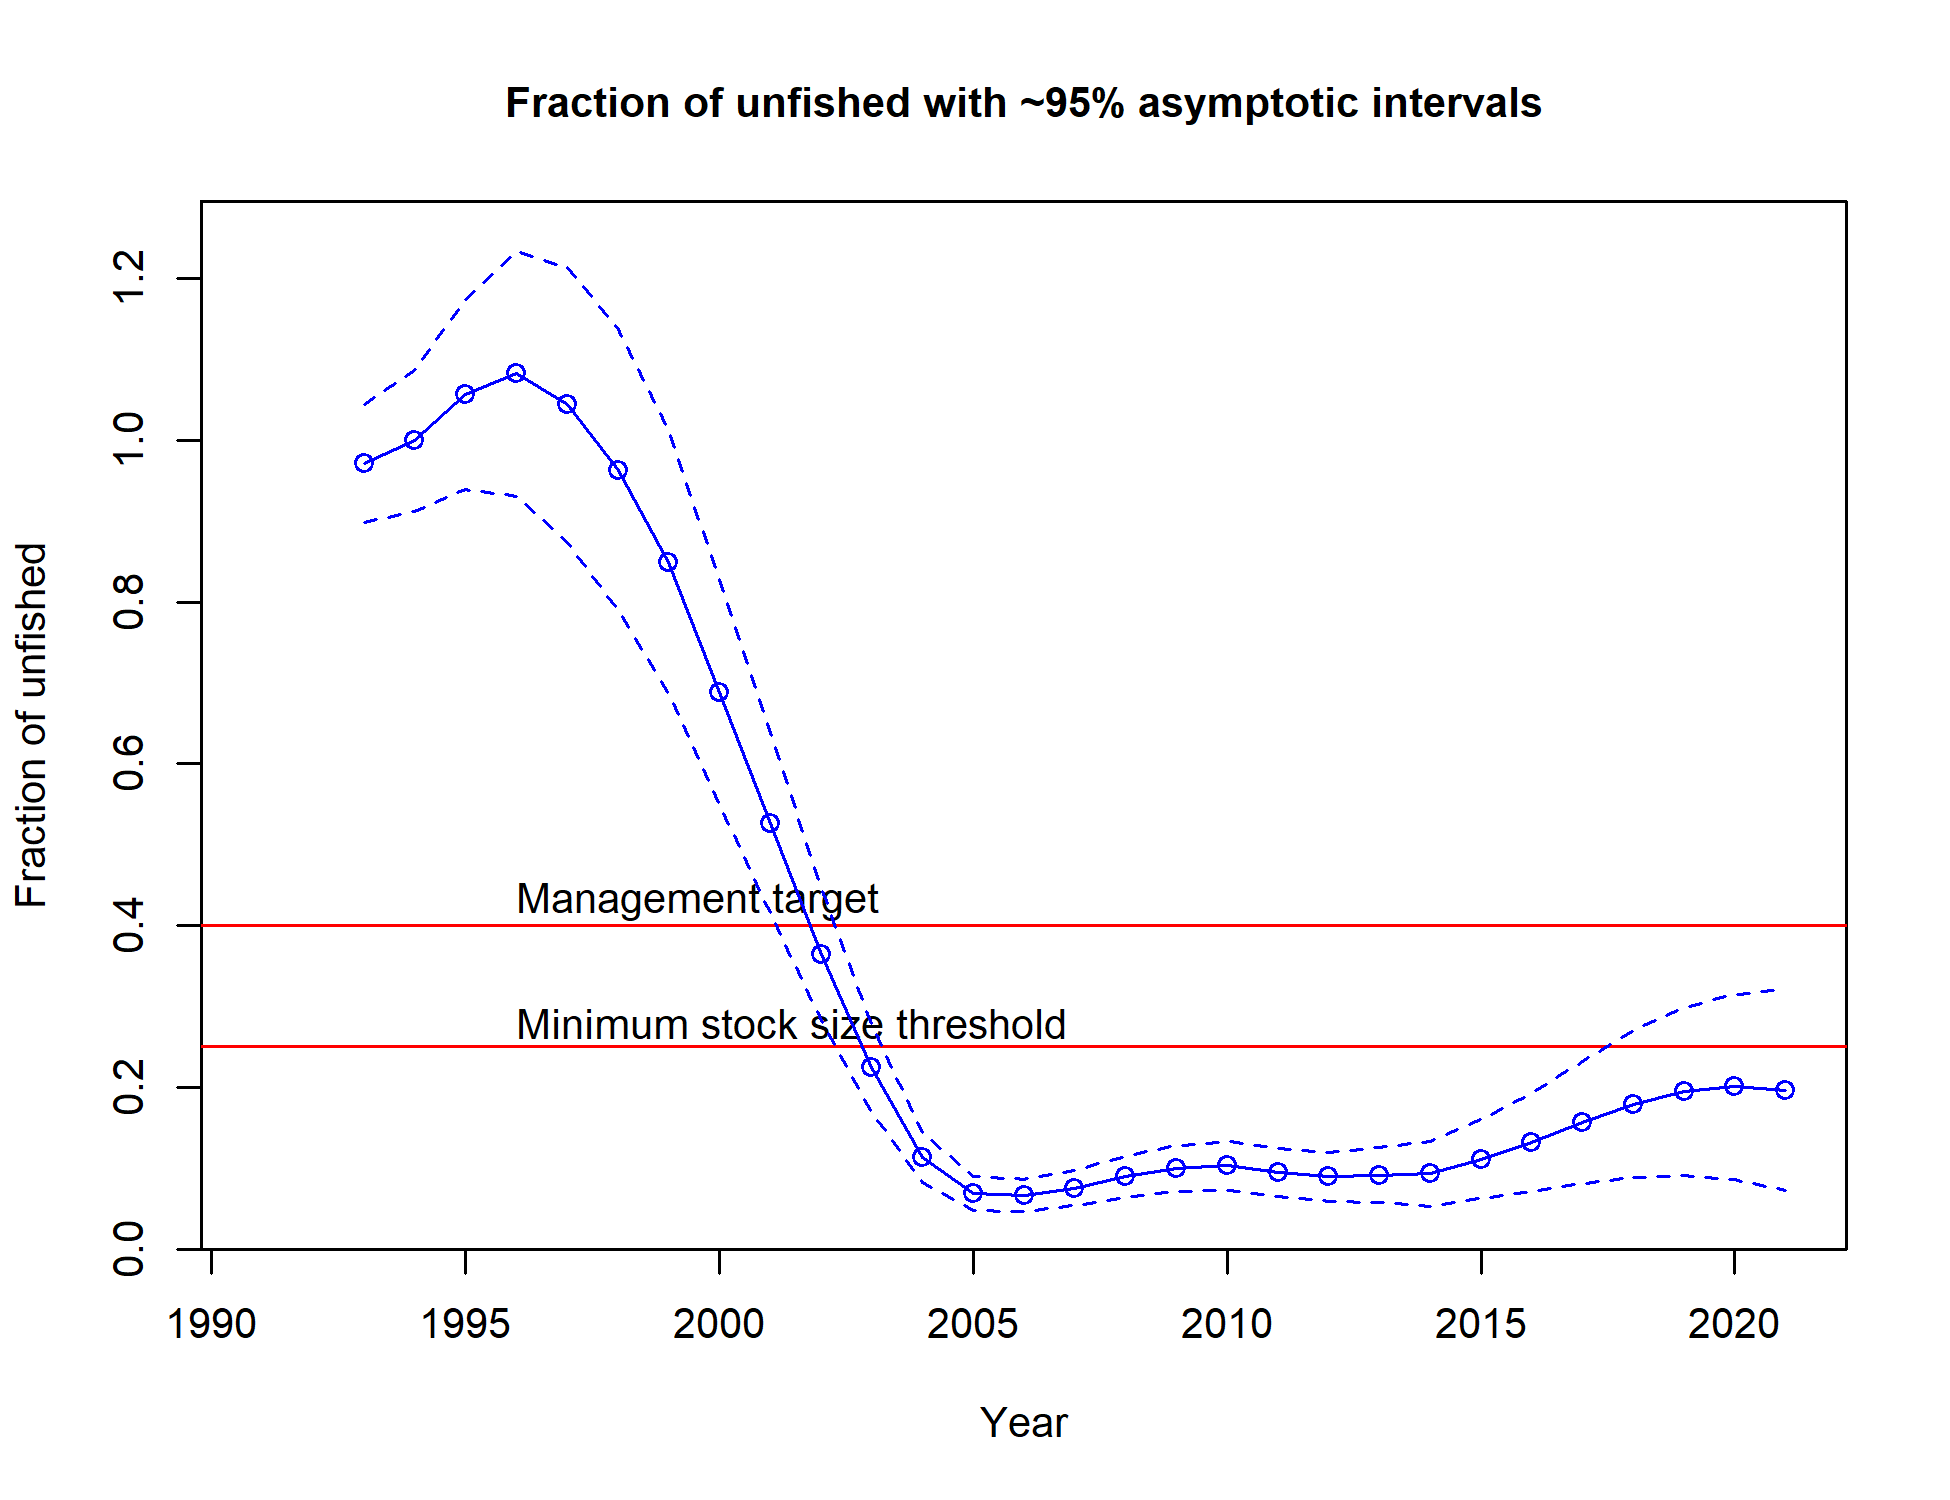 Fraction of unfished with ~95% asymptotic intervals
Fraction of unfished
1.2
1.0
0.8
0.6
0.4
0.2
0.0
Management target
Minimum stock size threshold
1990 1995 2000 2005 2010 2015 2020
Year